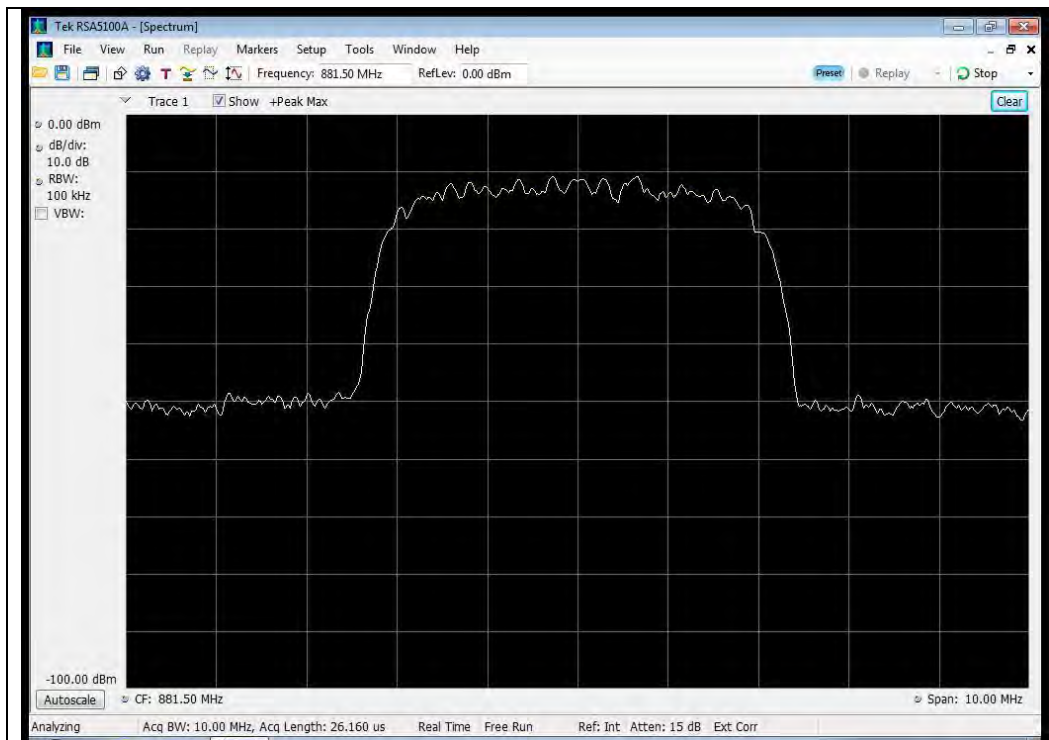 Tek RSA5100A - [Spectrum]
File View Run Replay Markers Setup Tools Window Help
T Frequency: 881.50 MHz RefLev: 0.00 dBm Preset Replay Stop
Trace 1 Show +Peak Max Clear
0.00 dBm
dB/div:
10.0 dB
RBW:
100 kHz
VBW:
-100.00 dBm
Autoscale CF: 881.50 MHz Span: 10.00 MHz
Analyzing Acq BW: 10.00 MHz, Acq Length: 26.160 us Real Time Free Run Ref: Int Atten: 15 dB Ext Corr